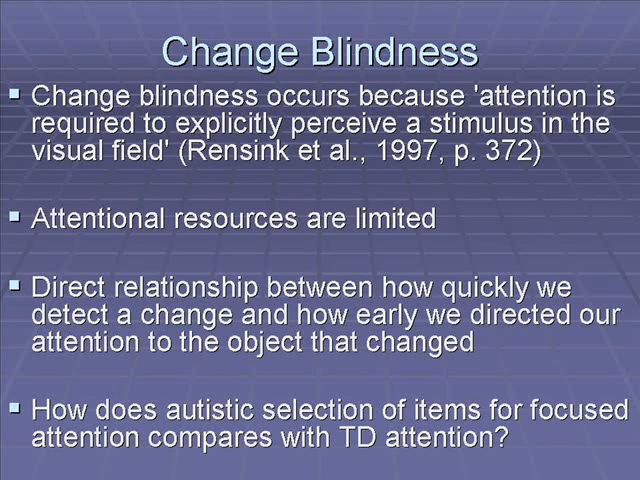 Change Blindness
Change blindness occurs because 'attention is
required to explicitly perceive a stimulus in the
visual field' (Rensink et al., 1997, p. 372)
Attentional resources are limited
Direct relationship between how quickly we
detect a change and how early we directed our
attention to the object that changed
How does autistic selection of items for focused
attention compares with TD attention?